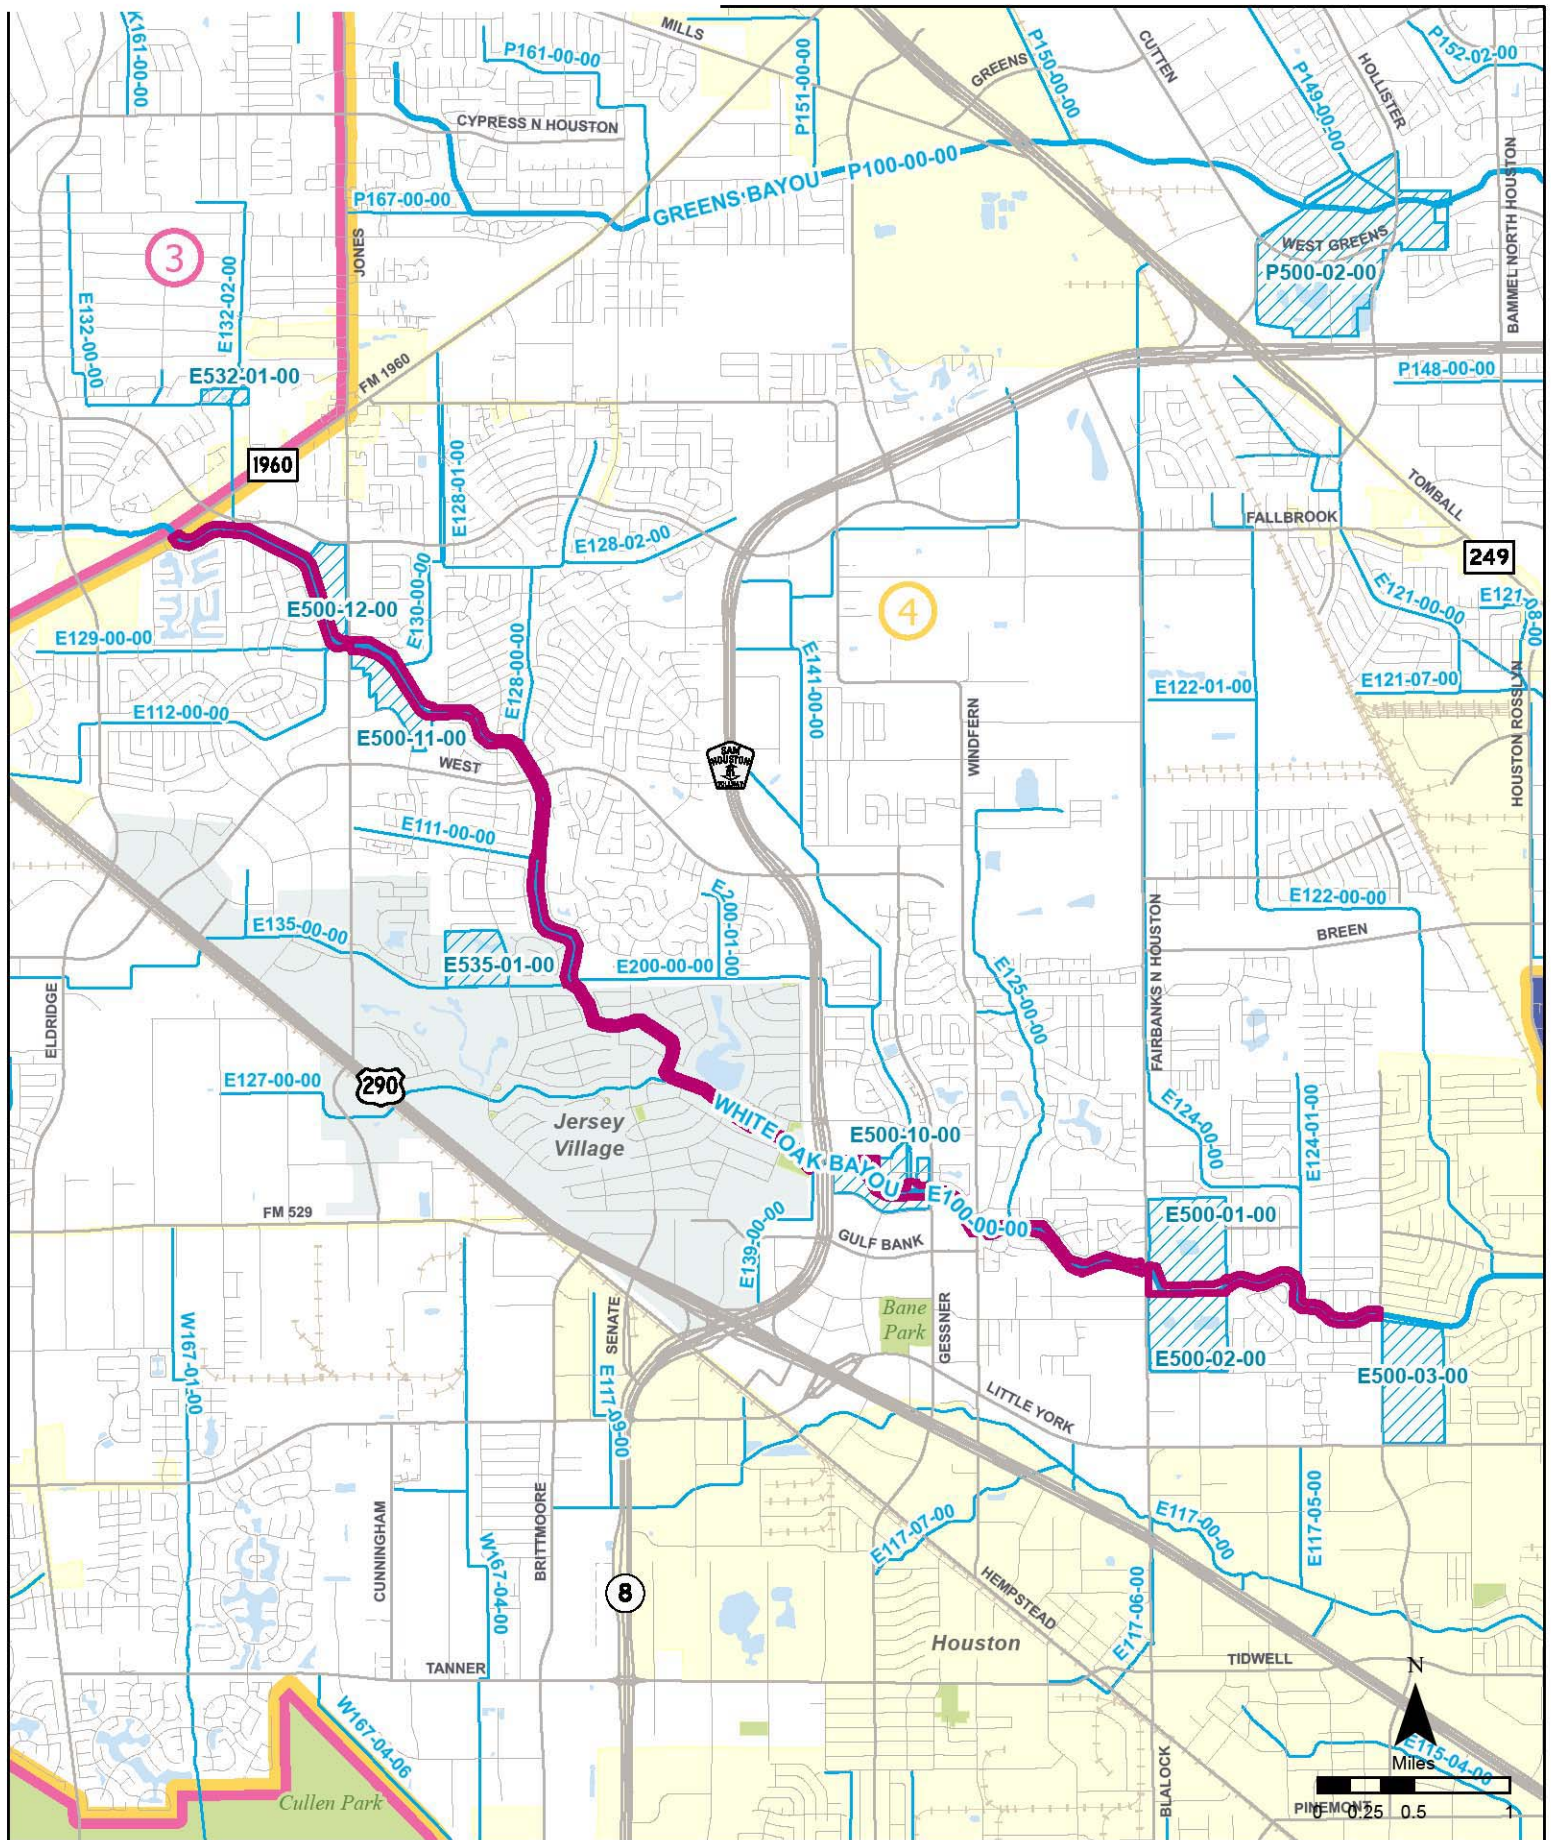 MILLS
K161-00-00
P161-00-00
P151-00-00
GREENS
P150-00-00
CUTTEN
P149-00-00
HOLLISTER
P152-02-00
CYPRESS N HOUSTON
GREENS BAYOU P100-00-00
P167-00-00
JONES
3
E132-00-00
E132-02-00
E532-01-00
FM 1960
1960
WEST GREENS
P500-02-00
BAMMEL NORTH HOUSTON
P148-00-00
E128-01-00
E128-02-00
TOMBALL
FALLBROOK
249
E500-12-00
E130-00-00
E129-00-00
E128-00-00
4
E121-00-00
E121-08-00
E121-07-00
E141-00-00
E122-01-00
E112-00-00
E500-11-00
WEST
SAM
HOUSTON
WINDFERN
HOUSTON ROSSLYN
E111-00-00
E200-01-00
E122-00-00
BREEN
E135-00-00
E535-01-00
E200-00-00
E125-00-00
FAIRBANKS N HOUSTON
ELDRIDGE
E127-00-00
290
Jersey
Village
WHITE OAK BAYOU E100-00-00
E500-10-00
E124-00-00
E124-01-00
FM 529
E139-00-00
GULF BANK
E500-01-00
Bane
Park
GESSNER
E500-02-00
E500-03-00
W167-01-00
SENATE
E117-09-00
LITTLE YORK
CUNNINGHAM
BRITTMOORE
W167-04-00
8
E117-07-00
E117-00-00
E117-05-00
HEMPSTEAD
E117-06-00
Houston
TANNER
TIDWELL
N
W167-04-06
Cullen Park
BLALOCK
E115-04-00
Miles
PINEMONT
0 0.25 0.5 1